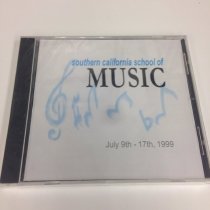 southern california school of
MUSIC
July 9th - 17th, 1999